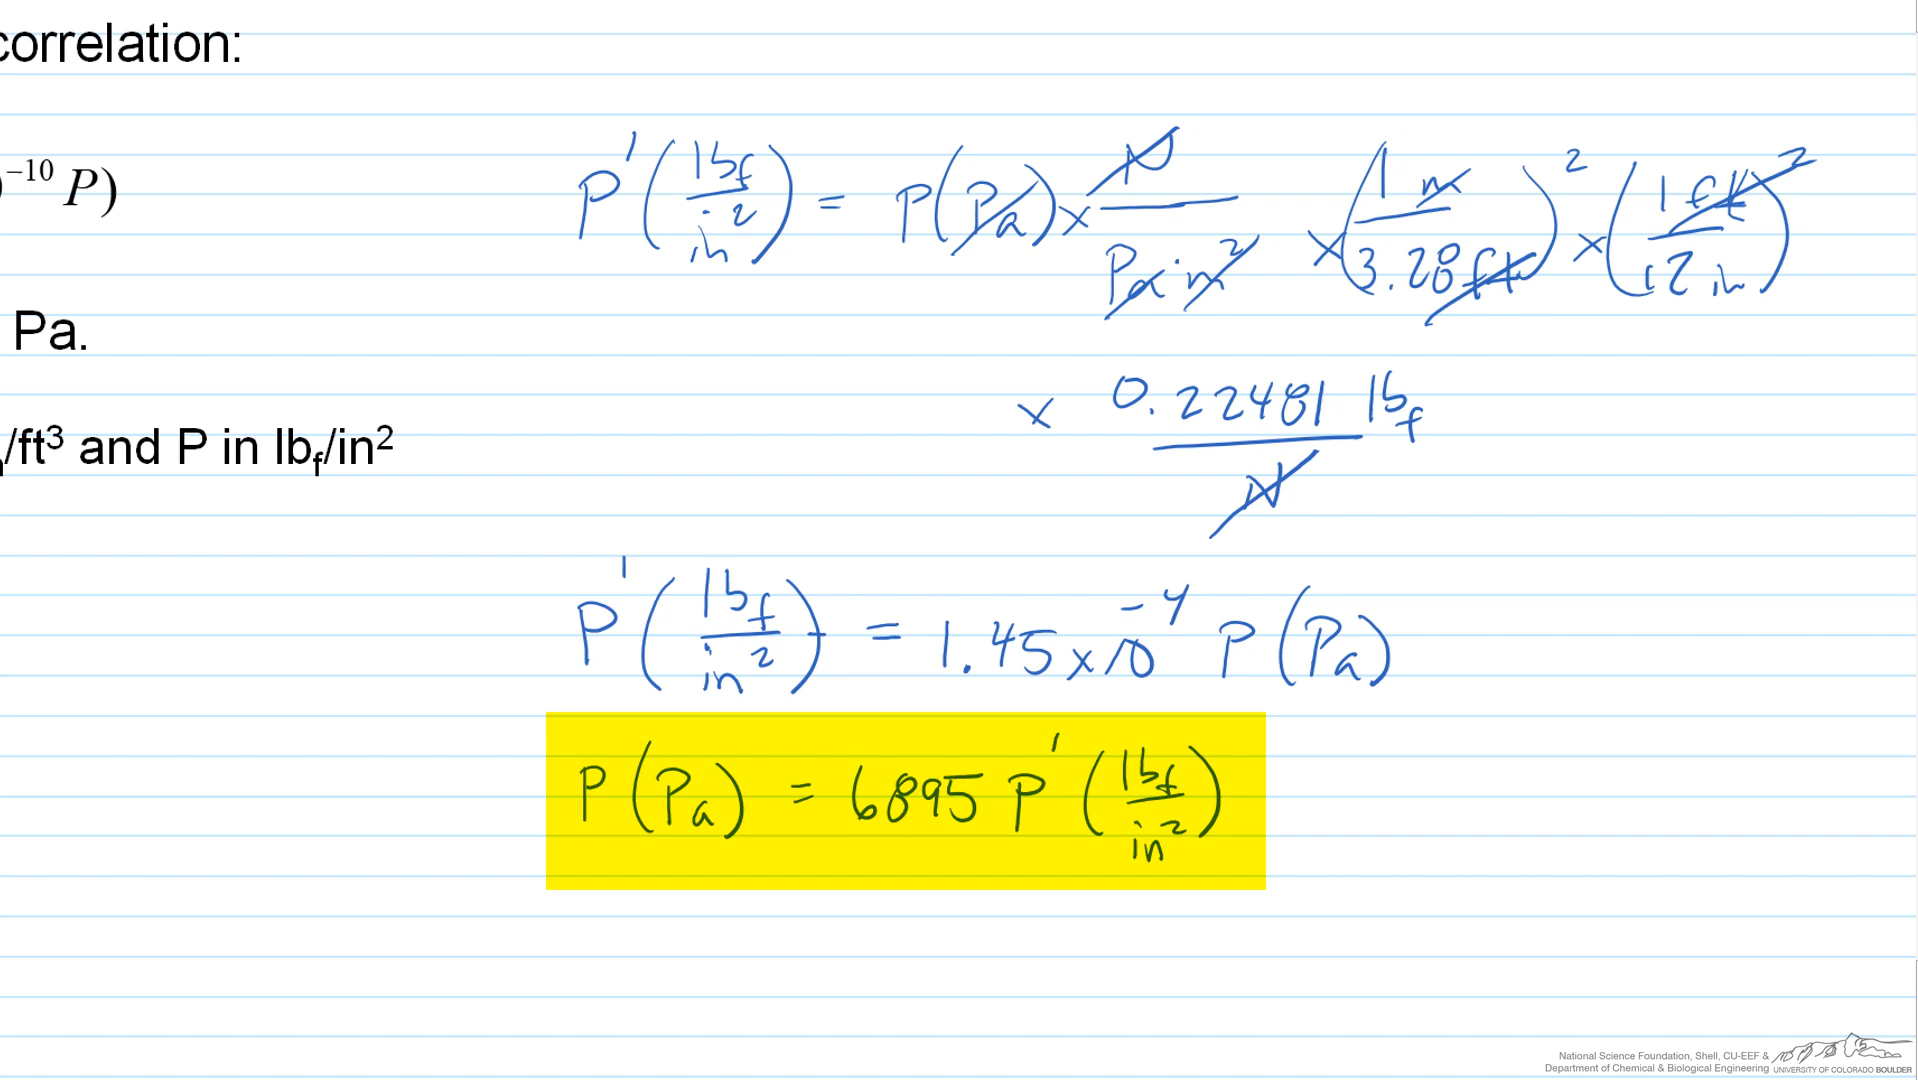 correlation:
P'(lbf/in²) = P(Pa) × N/Pa·m² × (1 m/3.28 ft)² × (1 ft/12 in)²
⁻¹⁰ P)
Pa.
× 0.22481 lbf/N
/ft³ and P in lbf/in²
P'(lbf/in²) = 1.45 × 10⁻⁴ P (Pa)
P (Pa) = 6895 P' (lbf/in²)
National Science Foundation, Shell, CU-EEF &
Department of Chemical & Biological Engineering UNIVERSITY OF COLORADO BOULDER